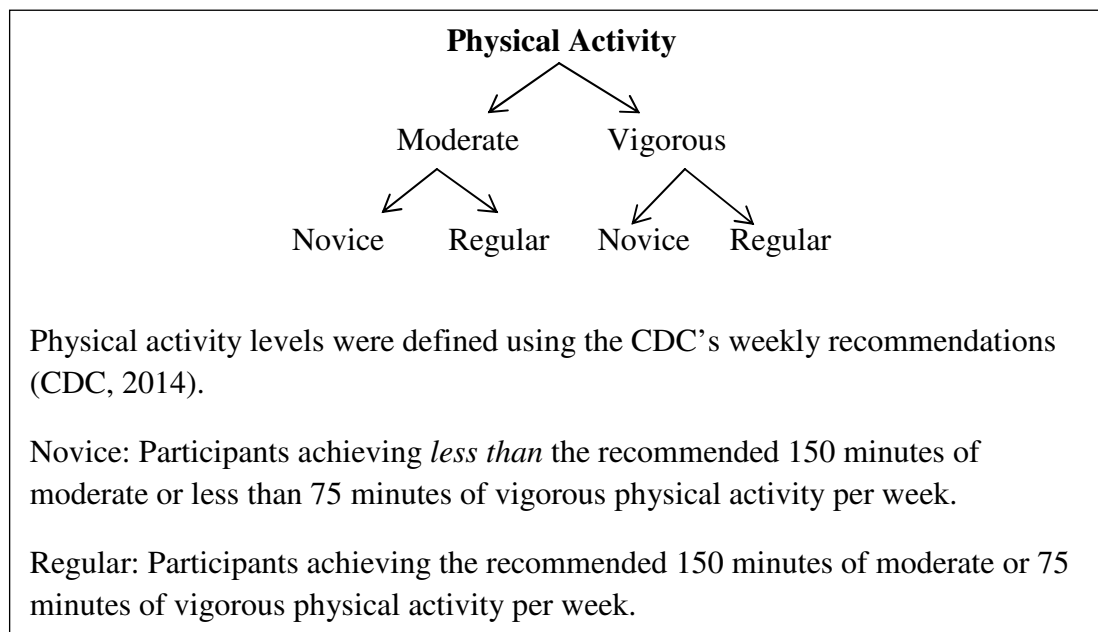 Physical Activity
Moderate Vigorous
Novice Regular Novice Regular
Physical activity levels were defined using the CDC’s weekly recommendations
(CDC, 2014).
Novice: Participants achieving less than the recommended 150 minutes of
moderate or less than 75 minutes of vigorous physical activity per week.
Regular: Participants achieving the recommended 150 minutes of moderate or 75
minutes of vigorous physical activity per week.